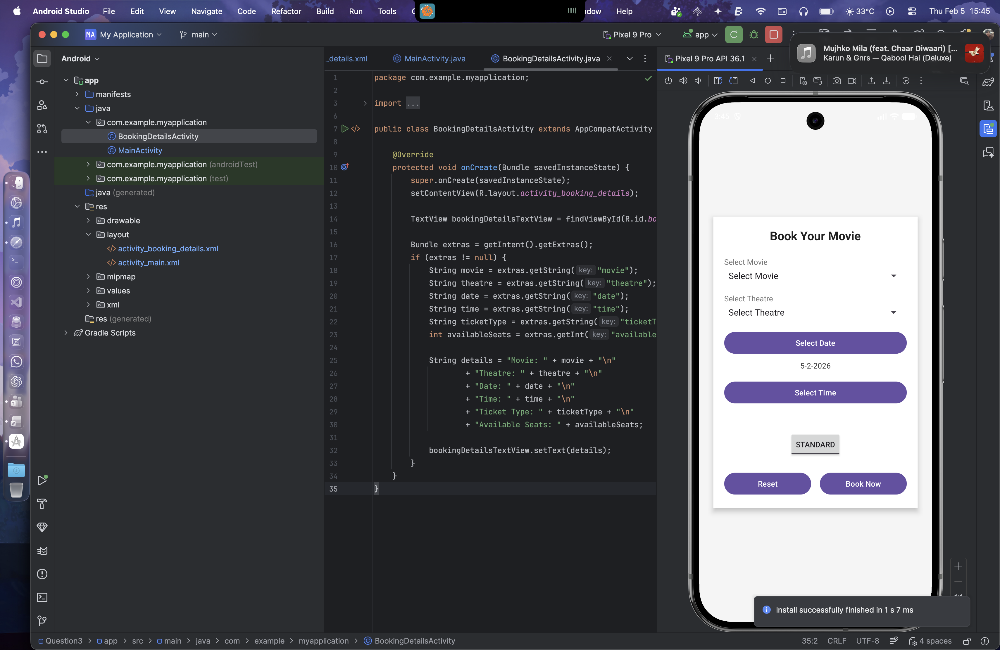 Android Studio File Edit View Navigate Code Refactor Build Run Tools dow Help 33°C Thu Feb 5 15:45
MA My Application main Pixel 9 Pro app
Mujhko Mila (feat. Chaar Diwaari) [...
Karun & Gnrs — Qabool Hai (Deluxe)
Android
_details.xml MainActivity.java BookingDetailsActivity.java Pixel 9 Pro API 36.1
app
manifests
java
com.example.myapplication
BookingDetailsActivity
MainActivity
com.example.myapplication (androidTest)
com.example.myapplication (test)
java (generated)
res
drawable
layout
activity_booking_details.xml
activity_main.xml
mipmap
values
xml
res (generated)
Gradle Scripts
1 package com.example.myapplication;
2
3 import ...
6
7 public class BookingDetailsActivity extends AppCompatActivity
8
9 @Override
10 protected void onCreate(Bundle savedInstanceState) {
11 super.onCreate(savedInstanceState);
12 setContentView(R.layout.activity_booking_details);
13
14 TextView bookingDetailsTextView = findViewById(R.id.bo
15
16 Bundle extras = getIntent().getExtras();
17 if (extras != null) {
18 String movie = extras.getString( key: "movie");
19 String theatre = extras.getString( key: "theatre");
20 String date = extras.getString( key: "date");
21 String time = extras.getString( key: "time");
22 String ticketType = extras.getString( key: "ticketT
23 int availableSeats = extras.getInt( key: "available
24
25 String details = "Movie: " + movie + "\n"
26 + "Theatre: " + theatre + "\n"
27 + "Date: " + date + "\n"
28 + "Time: " + time + "\n"
29 + "Ticket Type: " + ticketType + "\n"
30 + "Available Seats: " + availableSeats;
31
32 bookingDetailsTextView.setText(details);
33 }
34 }
35 }
3:45
Book Your Movie
Select Movie
Select Movie
Select Theatre
Select Theatre
Select Date
5-2-2026
Select Time
STANDARD
Reset Book Now
Install successfully finished in 1 s 7 ms
Question3 > app > src > main > java > com > example > myapplication > BookingDetailsActivity 35:2 CRLF UTF-8 4 spaces